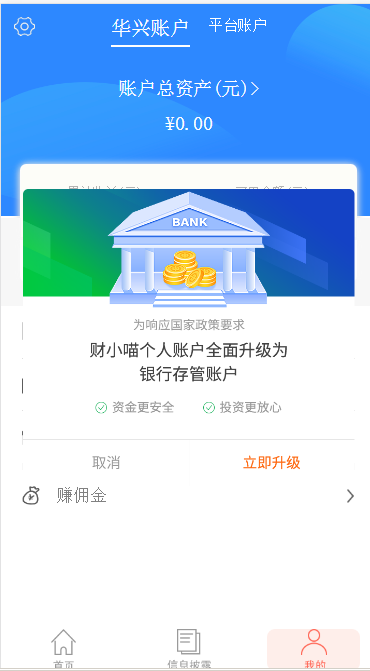 华兴账户 平台账户
账户总资产(元)
¥0.00
BANK
为响应国家政策要求
财小喵个人账户全面升级为
银行存管账户
资金更安全 投资更放心
取消 立即升级
赚佣金
首页 信息披露 我的